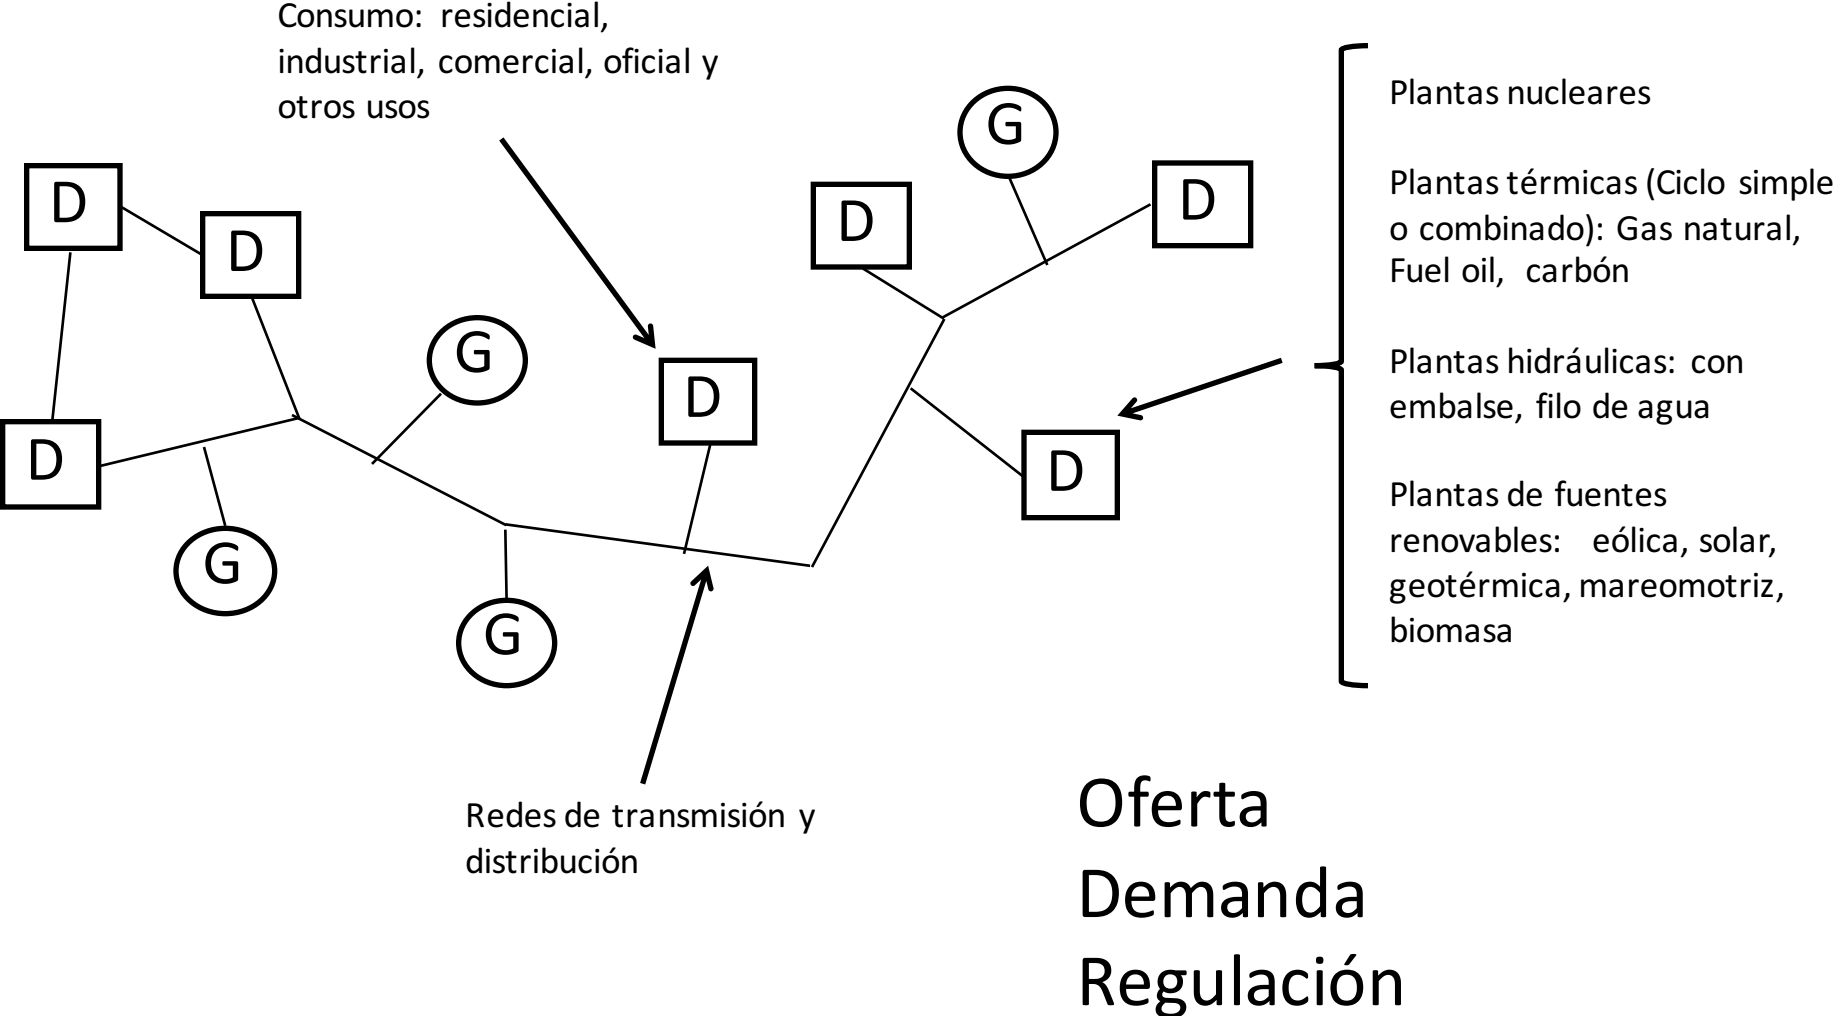 Consumo: residencial,
industrial, comercial, oficial y
otros usos
D
D
D
G
G
G
D
D
G
D
D
Redes de transmisión y
distribución
Plantas nucleares
Plantas térmicas (Ciclo simple
o combinado): Gas natural,
Fuel oil, carbón
Plantas hidráulicas: con
embalse, filo de agua
Plantas de fuentes
renovables: eólica, solar,
geotérmica, mareomotriz,
biomasa
Oferta
Demanda
Regulación